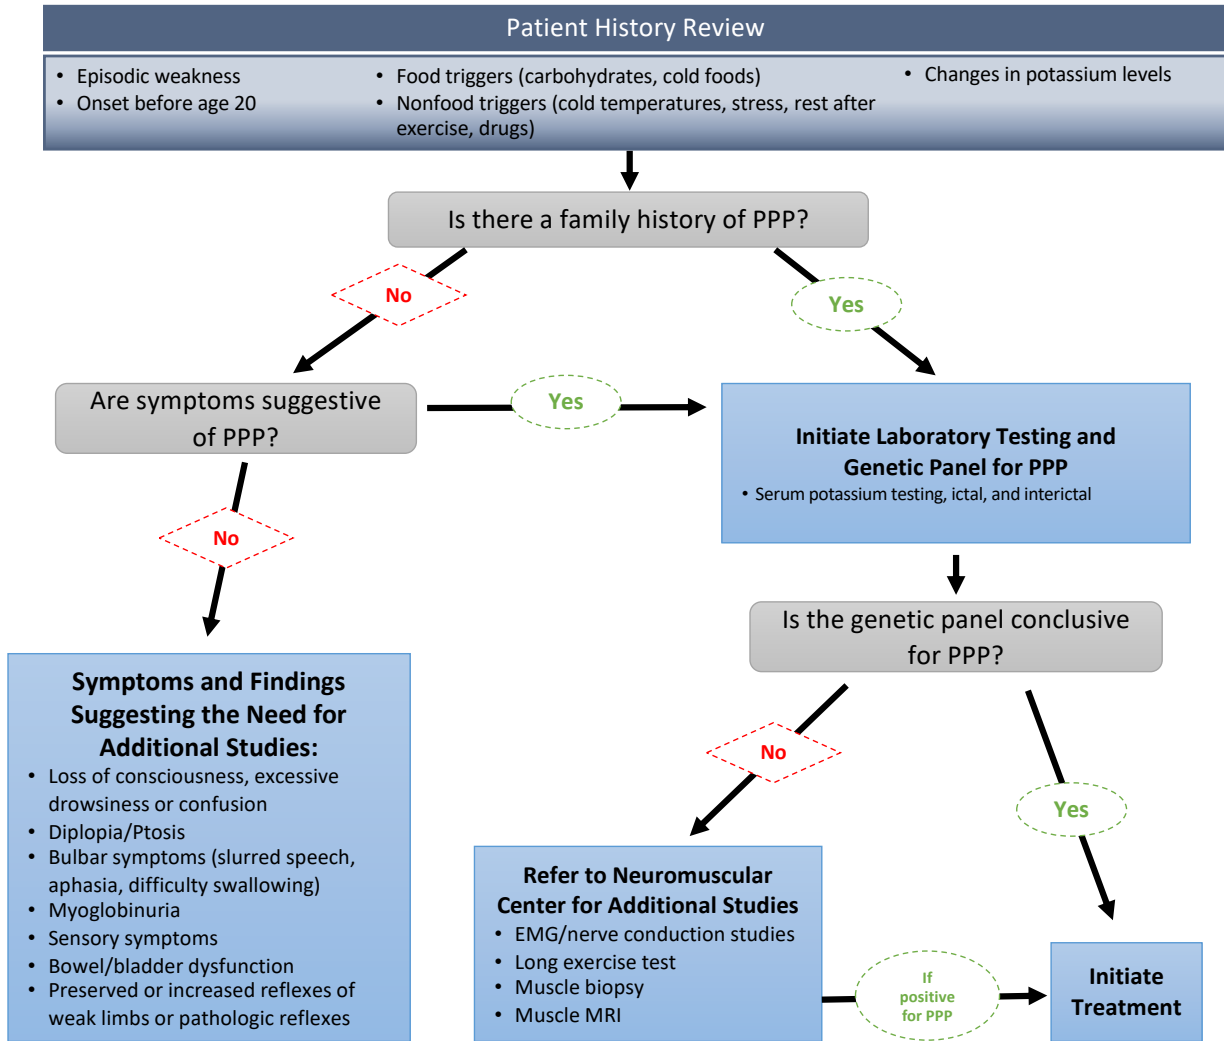 Patient History Review
• Episodic weakness
• Onset before age 20
• Food triggers (carbohydrates, cold foods)
• Nonfood triggers (cold temperatures, stress, rest after
exercise, drugs)
• Changes in potassium levels
Is there a family history of PPP?
No
Yes
Are symptoms suggestive
of PPP?
Yes
Initiate Laboratory Testing and
Genetic Panel for PPP
• Serum potassium testing, ictal, and interictal
No
Is the genetic panel conclusive
for PPP?
Symptoms and Findings
Suggesting the Need for
Additional Studies:
• Loss of consciousness, excessive
drowsiness or confusion
• Diplopia/Ptosis
• Bulbar symptoms (slurred speech,
aphasia, difficulty swallowing)
• Myoglobinuria
• Sensory symptoms
• Bowel/bladder dysfunction
• Preserved or increased reflexes of
weak limbs or pathologic reflexes
No
Yes
Refer to Neuromuscular
Center for Additional Studies
• EMG/nerve conduction studies
• Long exercise test
• Muscle biopsy
• Muscle MRI
If
positive
for PPP
Initiate
Treatment